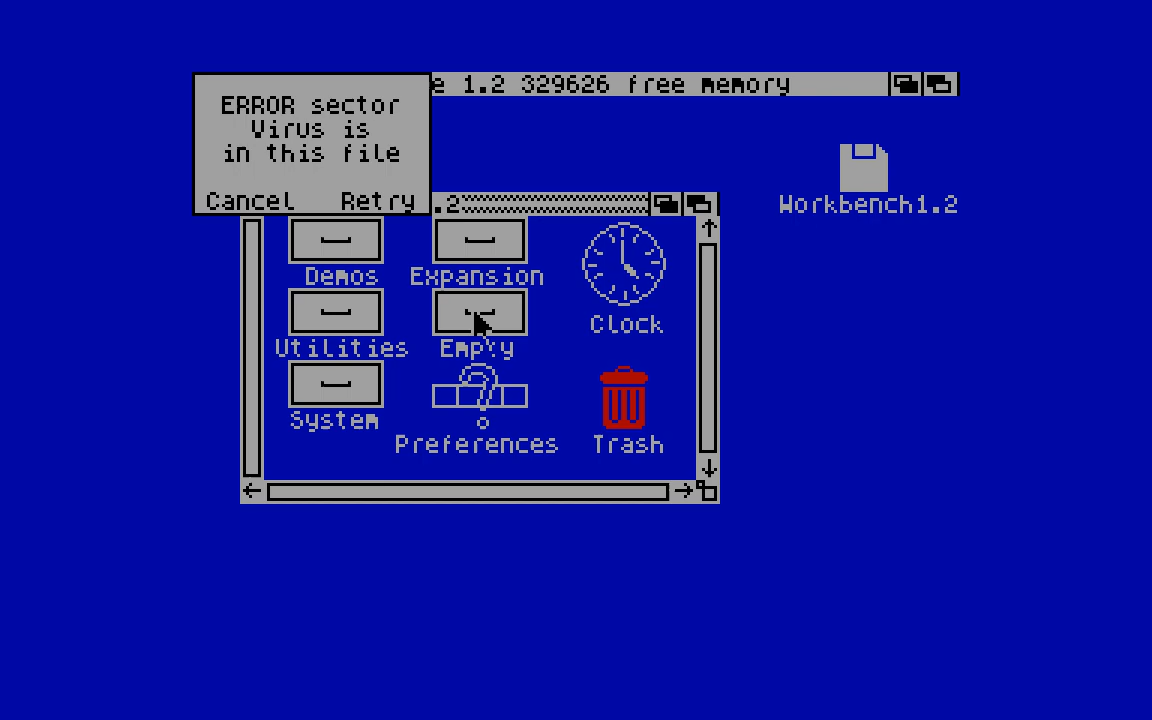 ERROR sector
Virus is
in this file
Cancel Retry
e 1.2 329626 free memory
Workbench1.2
.2
Demos Expansion
Clock
Utilities Empty
System
Preferences Trash